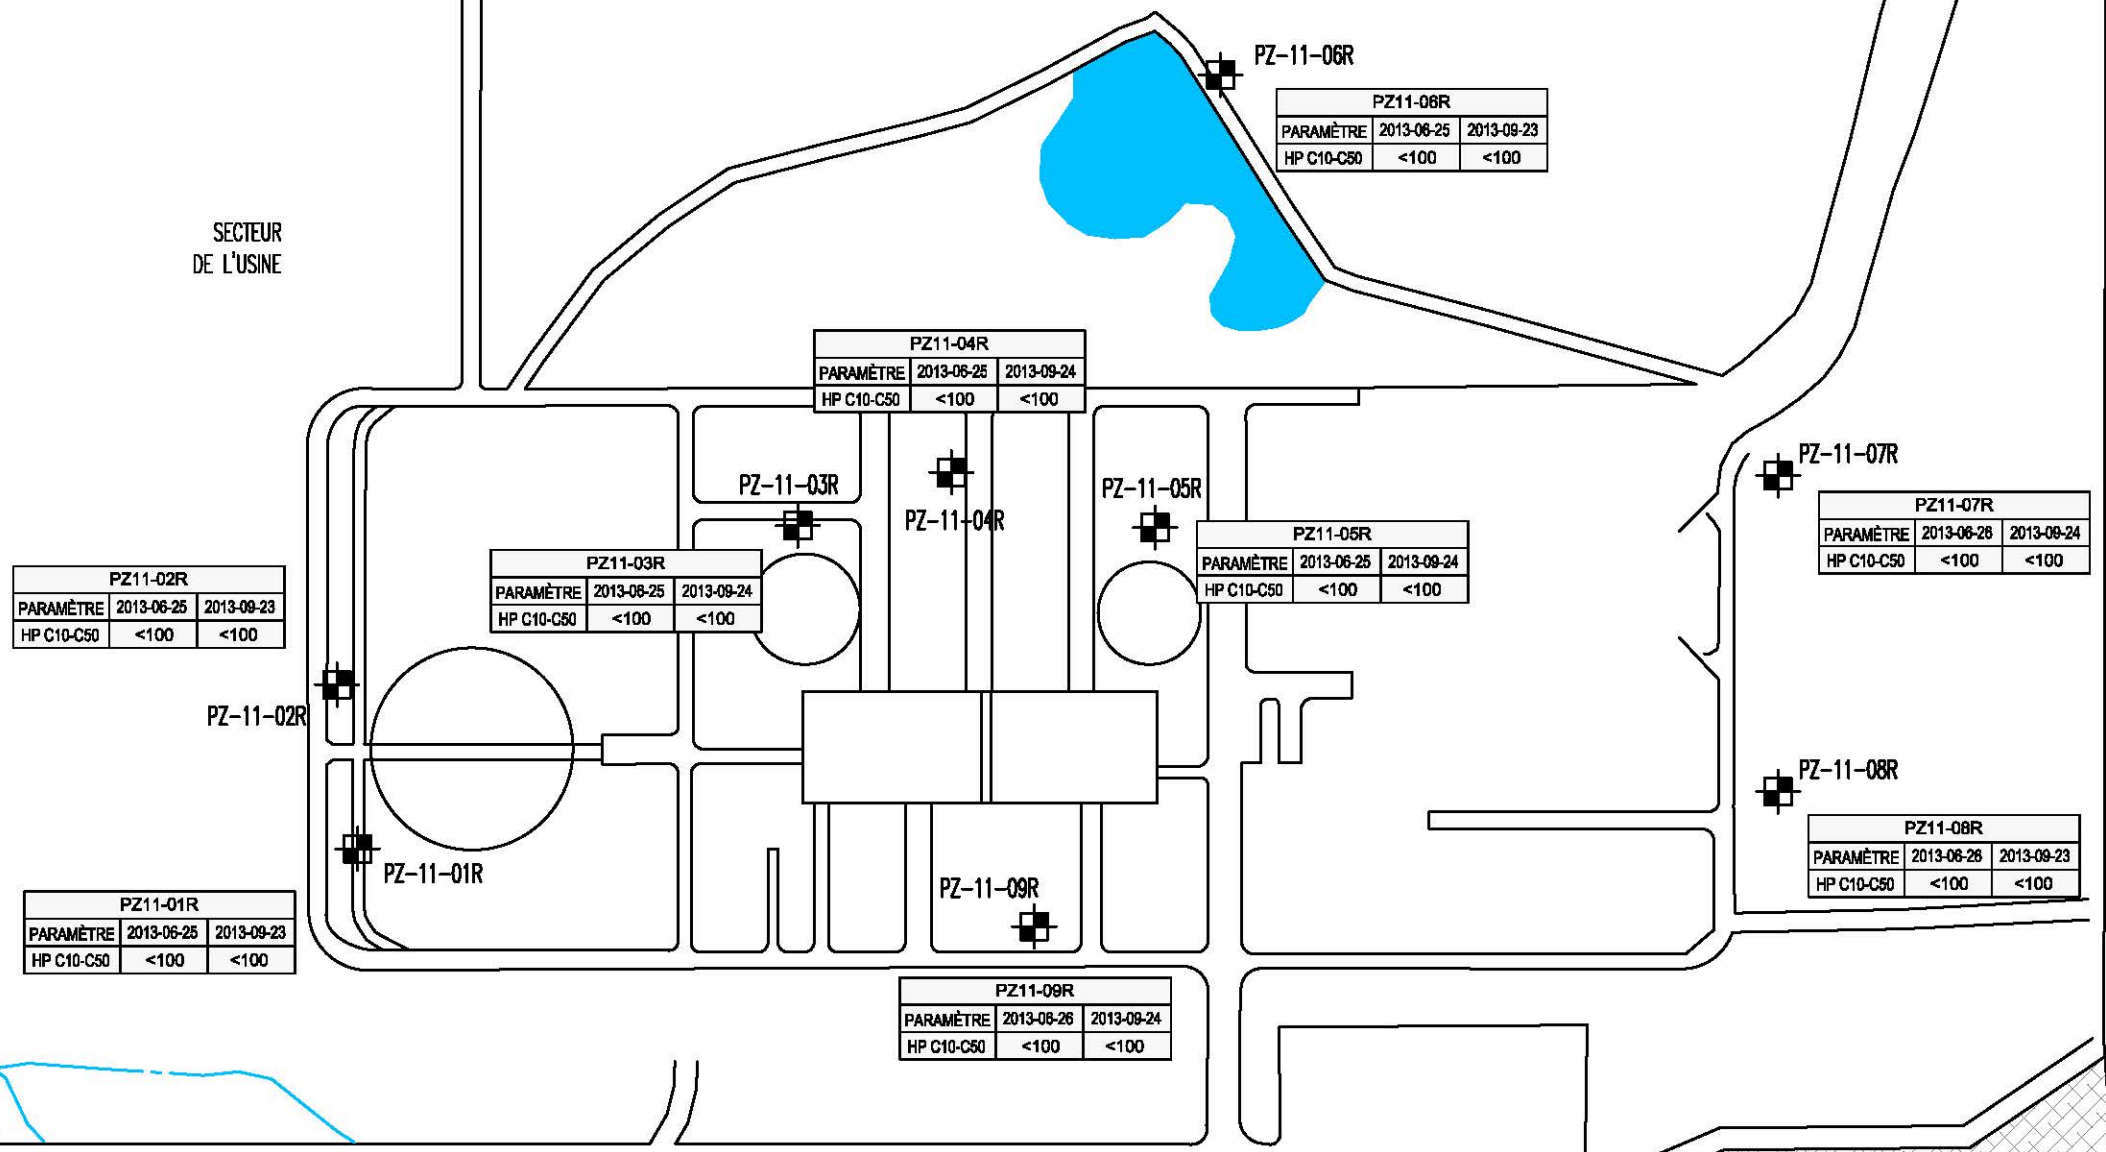 PZ-11-06R
PZ11-06R
PARAMÈTRE 2013-06-25 2013-09-23
HP C10-C50 <100 <100
SECTEUR
DE L'USINE
PZ11-04R
PARAMÈTRE 2013-06-25 2013-09-24
HP C10-C50 <100 <100
PZ-11-07R
PZ-11-03R
PZ-11-04R
PZ-11-05R
PZ11-07R
PARAMÈTRE 2013-06-26 2013-09-24
HP C10-C50 <100 <100
PZ11-05R
PARAMÈTRE 2013-06-25 2013-09-24
HP C10-C50 <100 <100
PZ11-03R
PARAMÈTRE 2013-06-25 2013-09-24
HP C10-C50 <100 <100
PZ11-02R
PARAMÈTRE 2013-06-25 2013-09-23
HP C10-C50 <100 <100
PZ-11-02R
PZ-11-08R
PZ11-08R
PARAMÈTRE 2013-06-26 2013-09-23
HP C10-C50 <100 <100
PZ-11-01R
PZ-11-09R
PZ11-01R
PARAMÈTRE 2013-06-25 2013-09-23
HP C10-C50 <100 <100
PZ11-09R
PARAMÈTRE 2013-06-26 2013-09-24
HP C10-C50 <100 <100